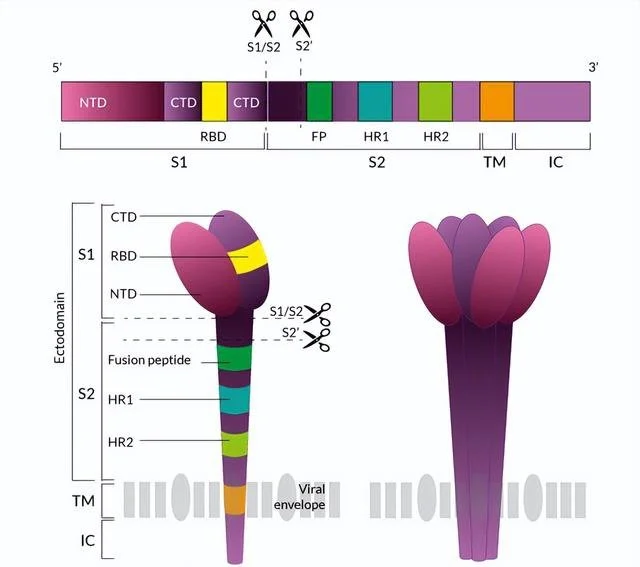 S1/S2 S2'
5' 3'
NTD CTD CTD
RBD FP HR1 HR2
S1 S2 TM IC
CTD
S1 RBD
NTD
S1/S2
S2'
Ectodomain
Fusion peptide
S2 HR1
HR2
TM Viral
envelope
IC